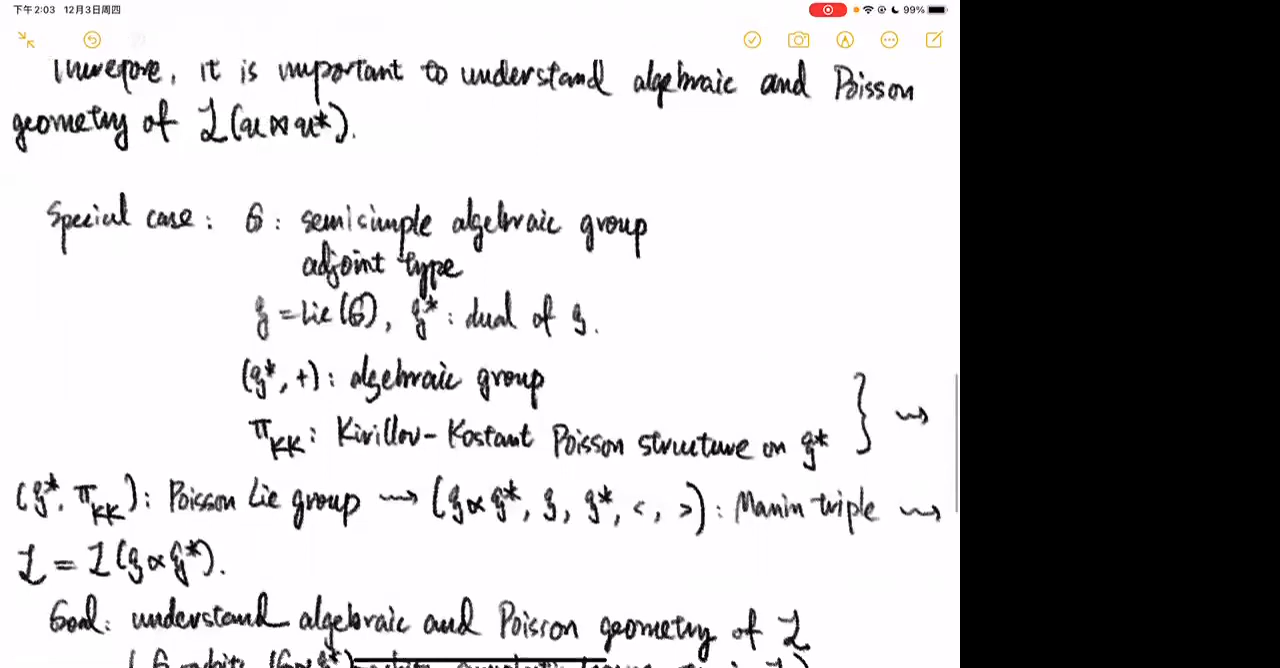 下午2:03 12月3日周四
99%
Therefore, it is important to understand algebraic and Poisson
geometry of 𝓛(𝔲⋈𝔲*).
Special case: G: semisimple algebraic group
adjoint type
𝔤 = Lie(G), 𝔤*: dual of 𝔤.
(𝔤*, +): algebraic group
π_KK: Kirillov-Kostant Poisson structure on 𝔤* } ⇝
(𝔤*, π_KK): Poisson Lie group ⇝ (𝔤∝𝔤*, 𝔤, 𝔤*, <, >): Manin triple ⇝
𝓛 = 𝓛(𝔤∝𝔤*).
Goal: understand algebraic and Poisson geometry of 𝓛